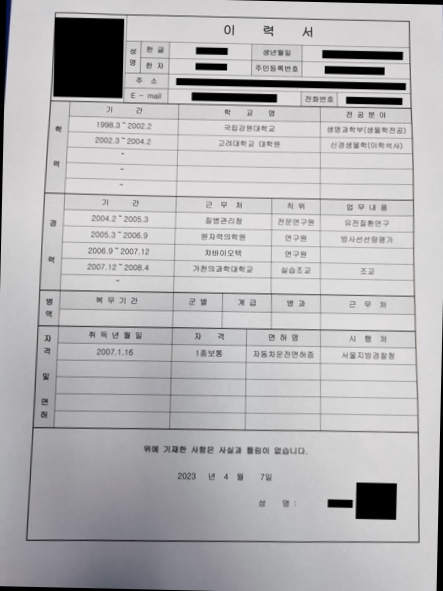 이 력 서
성 명 한글 생년월일
한자 주민등록번호
주 소
E - mail 전화번호
학 력 기 간 학 교 명 전공분야
1998.3 ~ 2002.2 국립강원대학교 생명과학부(생물학전공)
2002.3 ~ 2004.2 고려대학교 대학원 신경생물학(이학석사)
~
~
~
경 력 기 간 근 무 처 직위 업무내용
2004.2 ~ 2005.3 질병관리청 전문연구원 유전질환연구
2005.3 ~ 2006.9 원자력의학원 연구원 방사선선량평가
2006.9 ~ 2007.12 차바이오텍 연구원
2007.12 ~ 2008.4 가천의과학대학교 실습조교 조교
~
병역 복무기간 군별 계급 병과 근 무 처
자격 및 면허 취득년월일 자 격 면허명 시 행 처
2007.1.16 1종보통 자동차운전면허증 서울지방경찰청
위에 기재한 사항은 사실과 틀림이 없습니다.
2023 년 4 월 7일
성 명 :